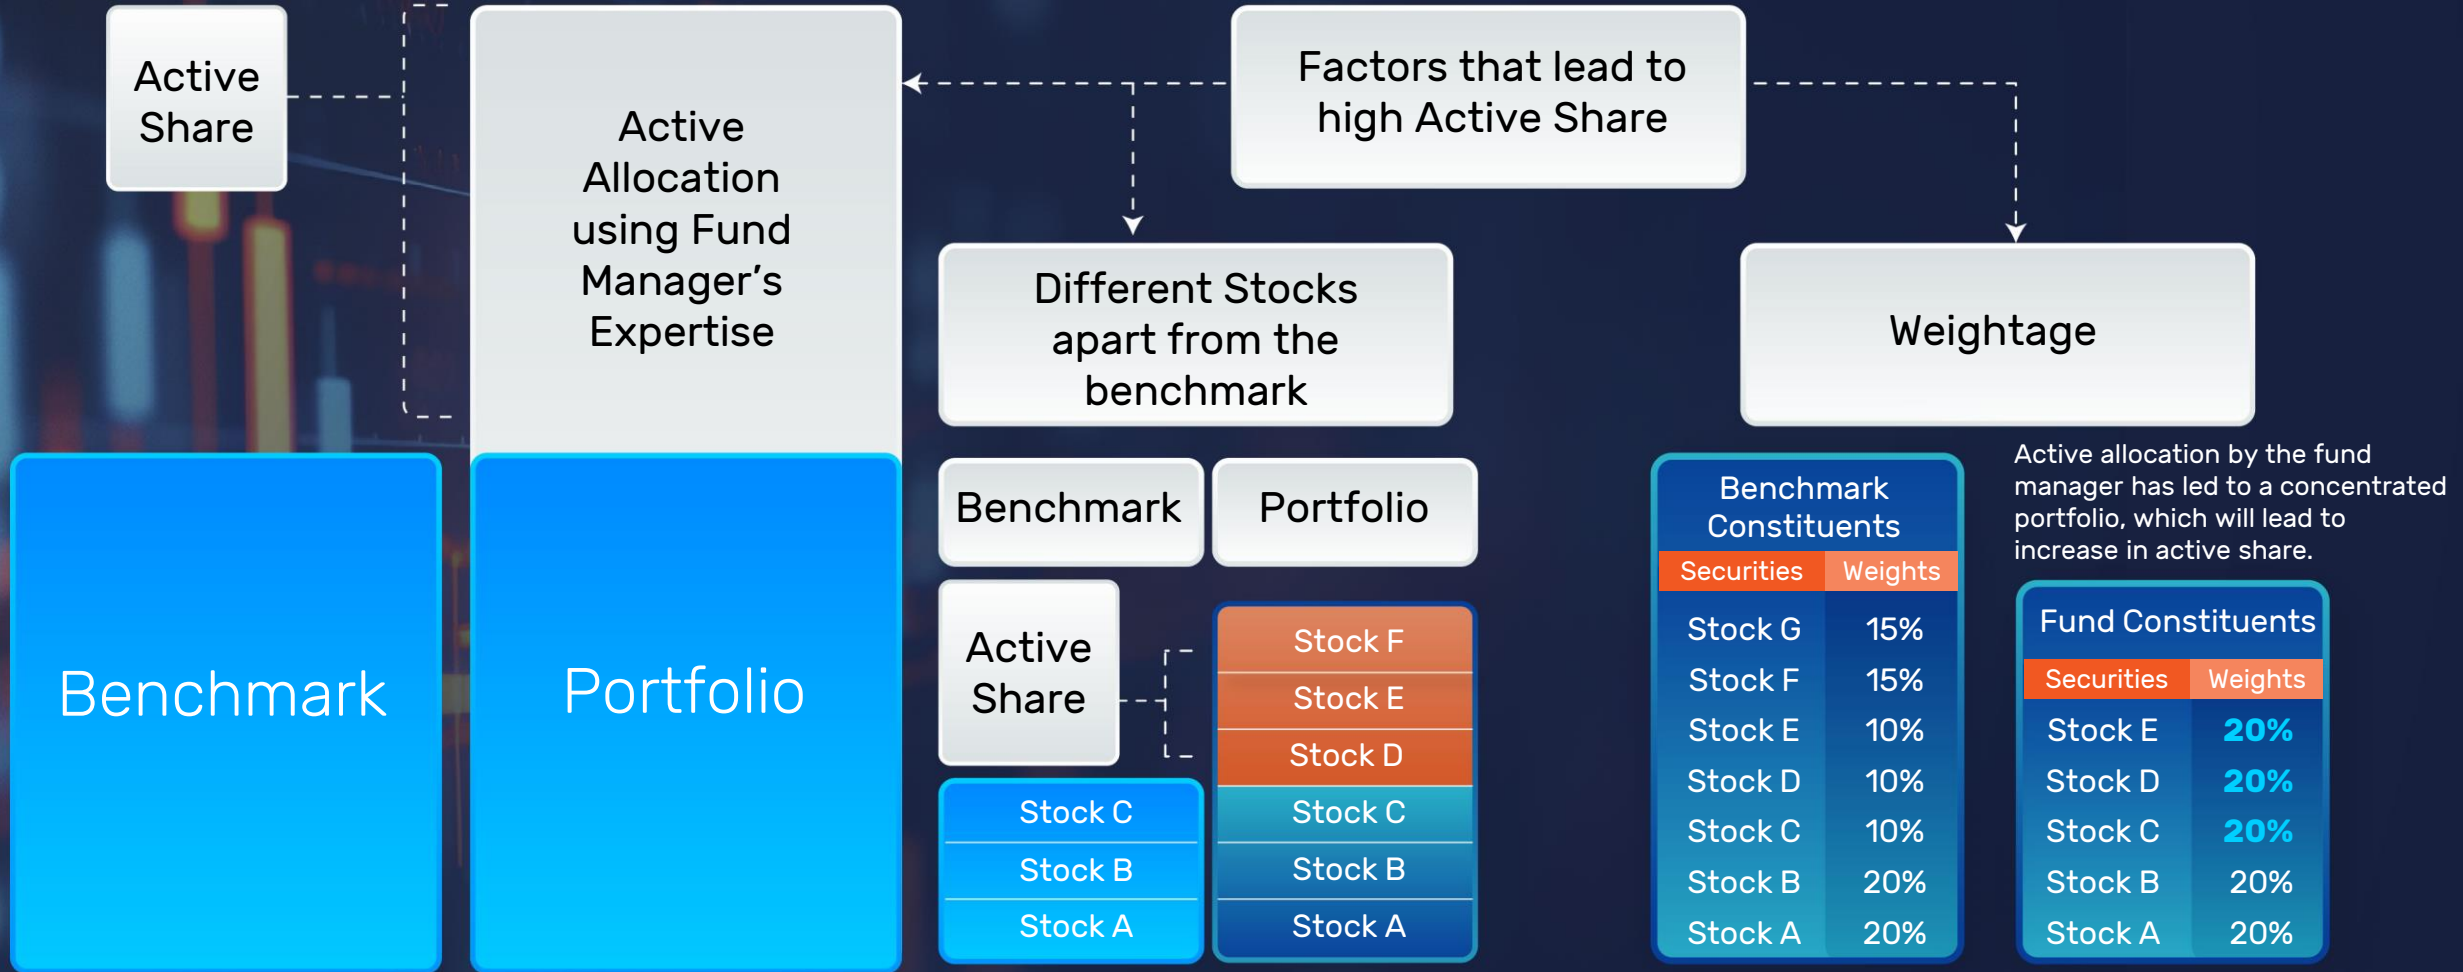 Active
Share
Active
Allocation
using Fund
Manager’s
Expertise
Benchmark
Portfolio
Factors that lead to
high Active Share
Different Stocks
apart from the
benchmark
Benchmark
Portfolio
Active
Share
Stock C
Stock B
Stock A
Stock F
Stock E
Stock D
Stock C
Stock B
Stock A
Weightage
Benchmark
Constituents
Securities Weights
Stock G 15%
Stock F 15%
Stock E 10%
Stock D 10%
Stock C 10%
Stock B 20%
Stock A 20%
Active allocation by the fund
manager has led to a concentrated
portfolio, which will lead to
increase in active share.
Fund Constituents
Securities Weights
Stock E 20%
Stock D 20%
Stock C 20%
Stock B 20%
Stock A 20%